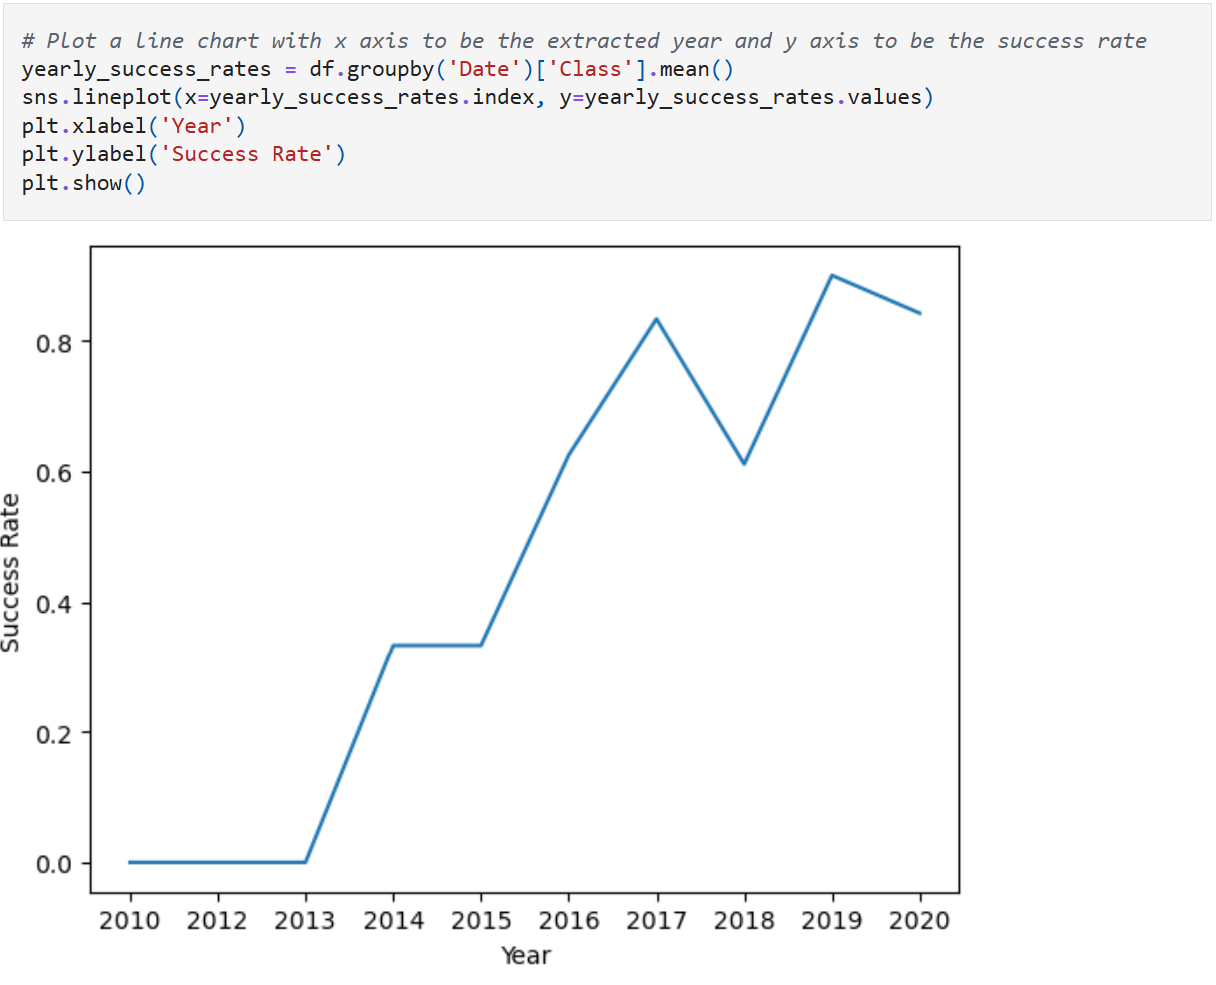 # Plot a line chart with x axis to be the extracted year and y axis to be the success rate
yearly_success_rates = df.groupby('Date')['Class'].mean()
sns.lineplot(x=yearly_success_rates.index, y=yearly_success_rates.values)
plt.xlabel('Year')
plt.ylabel('Success Rate')
plt.show()
0.8
0.6
0.4
0.2
0.0
Success Rate
2010 2012 2013 2014 2015 2016 2017 2018 2019 2020
Year